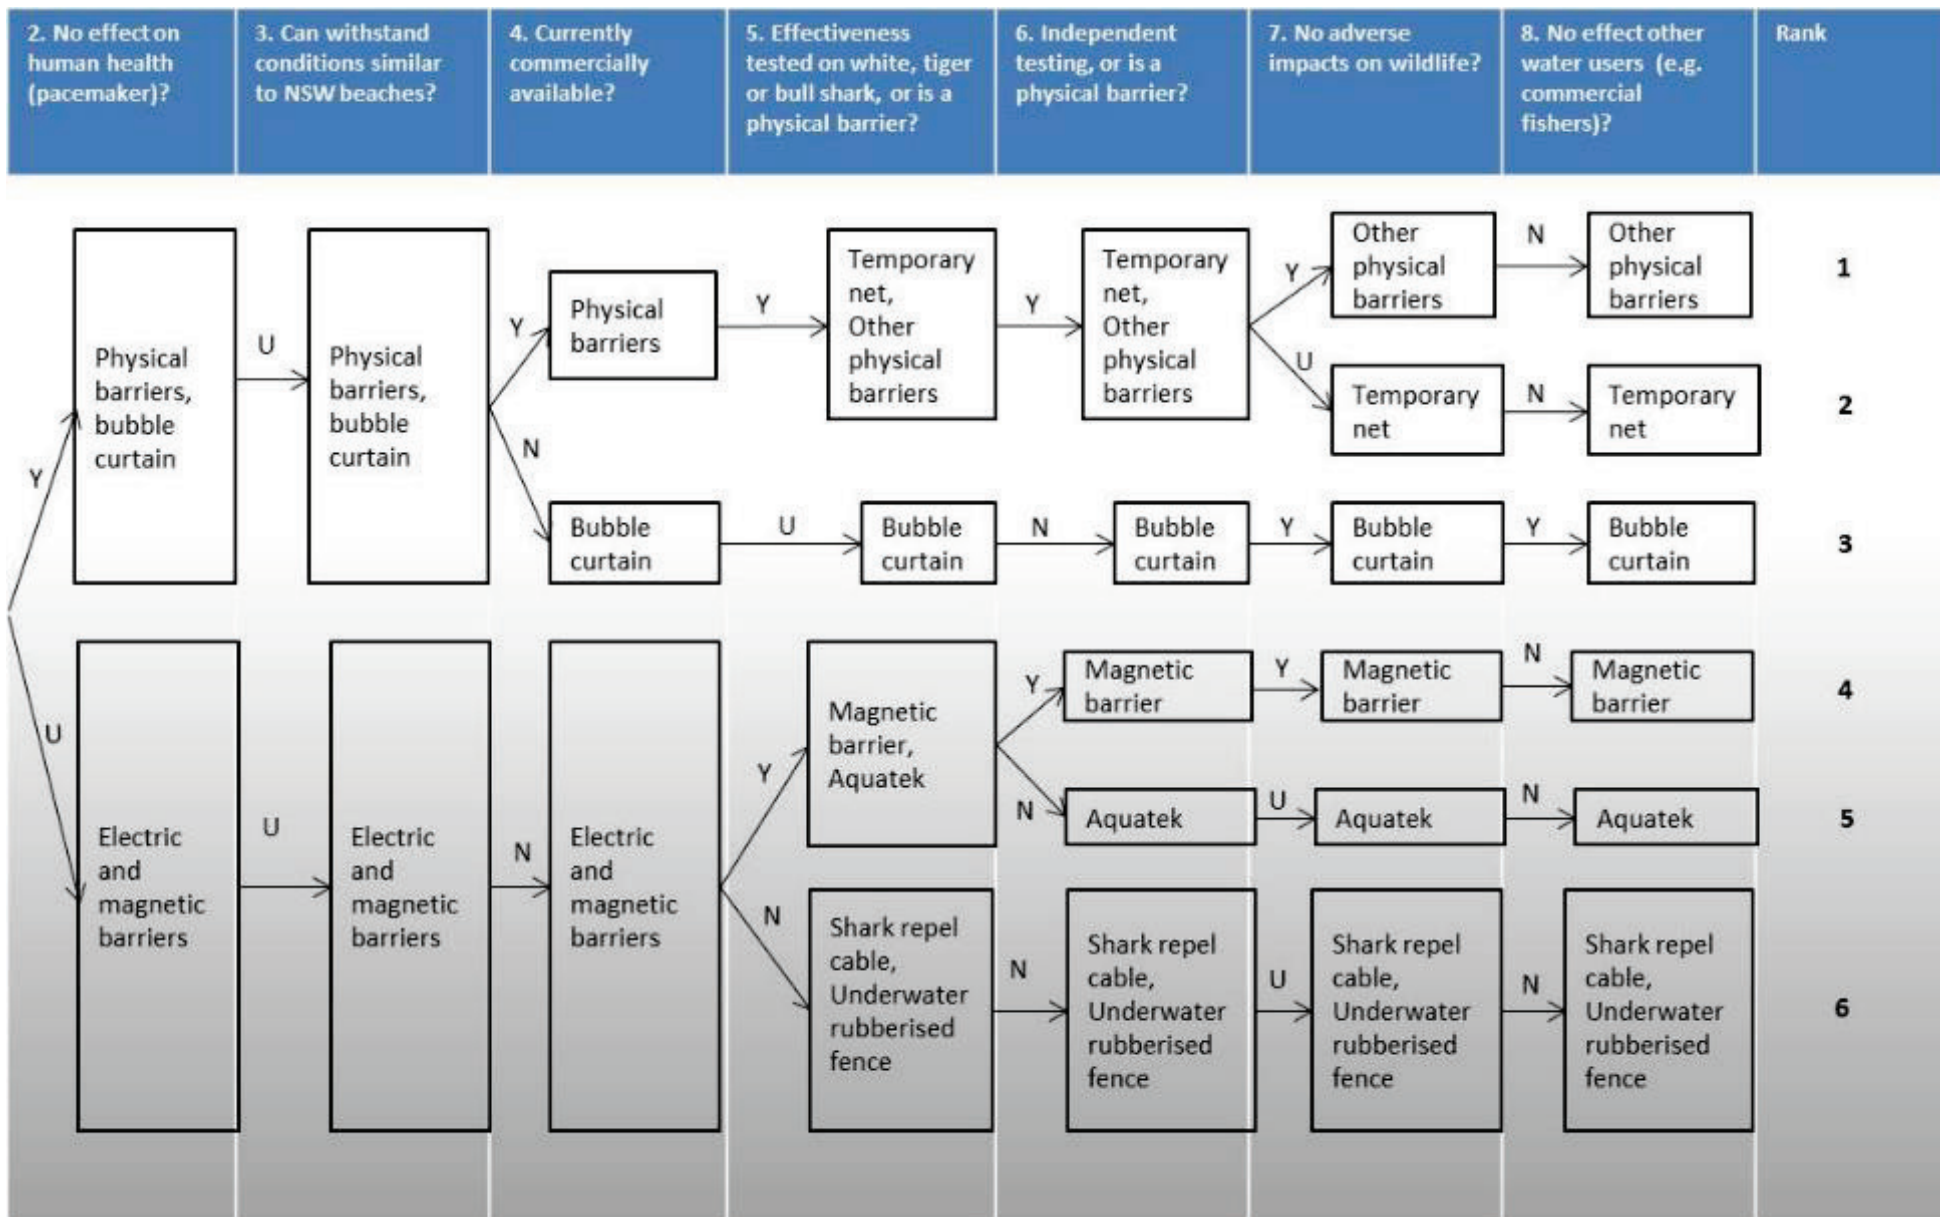 2. No effect on
human health
(pacemaker)?
3. Can withstand
conditions similar
to NSW beaches?
4. Currently
commercially
available?
5. Effectiveness
tested on white, tiger
or bull shark, or is a
physical barrier?
6. Independent
testing, or is a
physical barrier?
7. No adverse
impacts on wildlife?
8. No effect other
water users (e.g.
commercial
fishers)?
Rank
Y
Physical
barriers,
bubble
curtain
U
Physical
barriers,
bubble
curtain
Y
Physical
barriers
Y
Temporary
net,
Other
physical
barriers
Y
Temporary
net,
Other
physical
barriers
Y
Other
physical
barriers
N
Other
physical
barriers
1
U
Temporary
net
N
Temporary
net
2
N
Bubble
curtain
U
Bubble
curtain
N
Bubble
curtain
Y
Bubble
curtain
Y
Bubble
curtain
3
U
Electric
and
magnetic
barriers
U
Electric
and
magnetic
barriers
N
Electric
and
magnetic
barriers
Y
Magnetic
barrier,
Aquatek
Y
Magnetic
barrier
Y
Magnetic
barrier
N
Magnetic
barrier
4
N
Aquatek
U
Aquatek
N
Aquatek
5
N
Shark repel
cable,
Underwater
rubberised
fence
N
Shark repel
cable,
Underwater
rubberised
fence
U
Shark repel
cable,
Underwater
rubberised
fence
N
Shark repel
cable,
Underwater
rubberised
fence
6